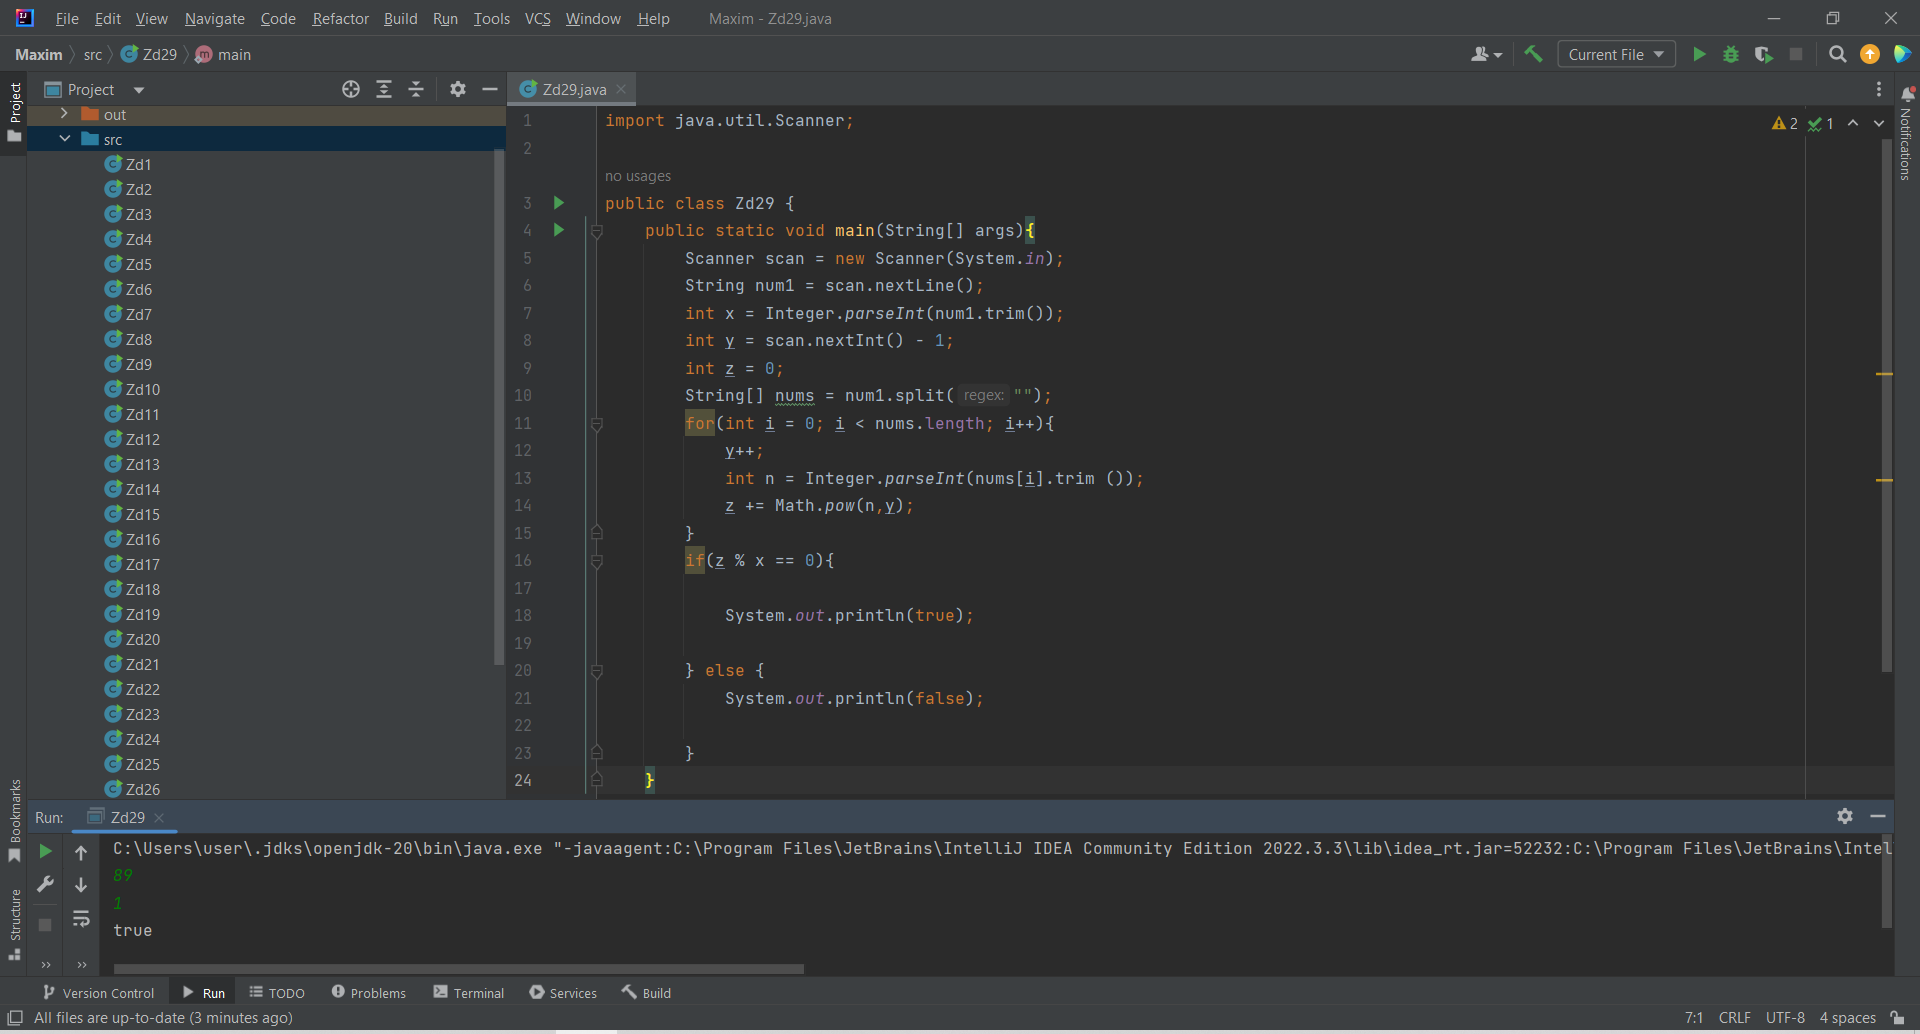 File Edit View Navigate Code Refactor Build Run Tools VCS Window Help Maxim - Zd29.java
Maxim src Zd29 main Current File
Project Zd29.java
Project
Notifications
Bookmarks
Structure
out
src
Zd1
Zd2
Zd3
Zd4
Zd5
Zd6
Zd7
Zd8
Zd9
Zd10
Zd11
Zd12
Zd13
Zd14
Zd15
Zd16
Zd17
Zd18
Zd19
Zd20
Zd21
Zd22
Zd23
Zd24
Zd25
Zd26
2 1
1 import java.util.Scanner;
2
no usages
3 public class Zd29 {
4 public static void main(String[] args){
5 Scanner scan = new Scanner(System.in);
6 String num1 = scan.nextLine();
7 int x = Integer.parseInt(num1.trim());
8 int y = scan.nextInt() - 1;
9 int z = 0;
10 String[] nums = num1.split( regex: "");
11 for(int i = 0; i < nums.length; i++){
12 y++;
13 int n = Integer.parseInt(nums[i].trim ());
14 z += Math.pow(n,y);
15 }
16 if(z % x == 0){
17
18 System.out.println(true);
19
20 } else {
21 System.out.println(false);
22
23 }
24 }
Run: Zd29
C:\Users\user\.jdks\openjdk-20\bin\java.exe "-javaagent:C:\Program Files\JetBrains\IntelliJ IDEA Community Edition 2022.3.3\lib\idea_rt.jar=52232:C:\Program Files\JetBrains\Intel
89
1
true
Version Control Run TODO Problems Terminal Services Build
All files are up-to-date (3 minutes ago) 7:1 CRLF UTF-8 4 spaces